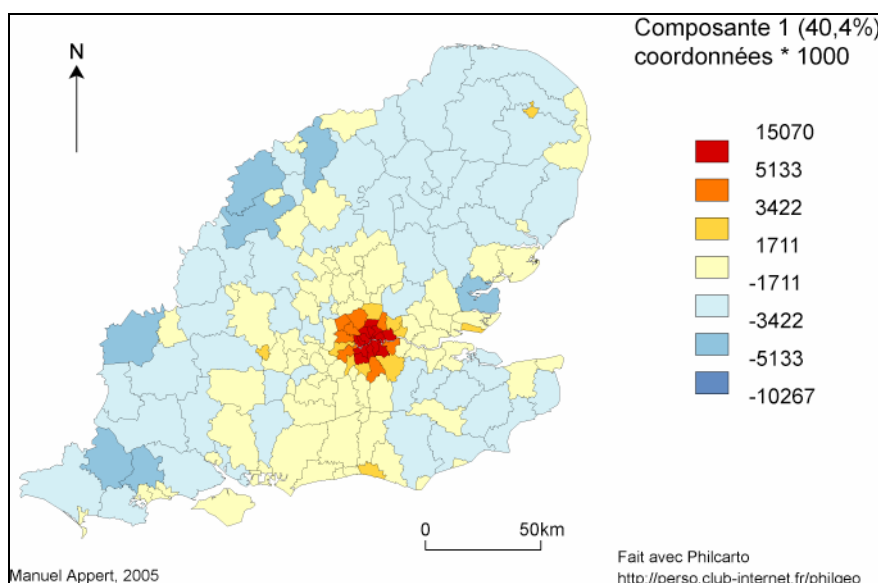 Composante 1 (40,4%)
coordonnées * 1000
N
15070
5133
3422
1711
-1711
-3422
-5133
-10267
0 50km
Manuel Appert, 2005
Fait avec Philcarto
http://perso.club-internet.fr/philgeo